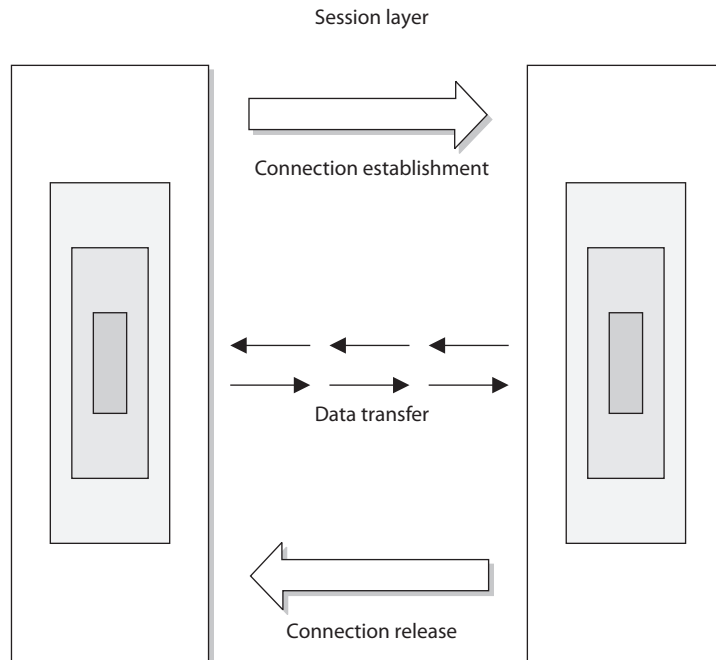 Session layer
Connection establishment
Data transfer
Connection release